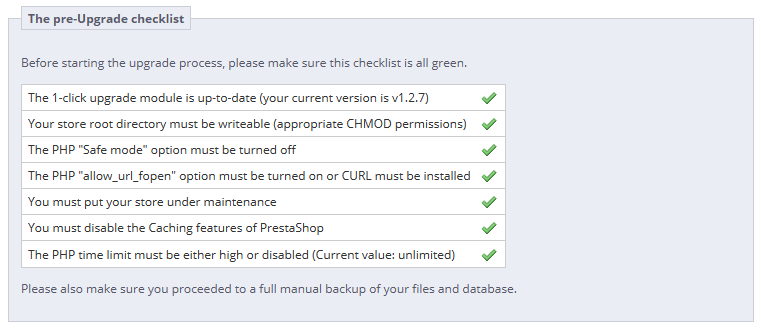 The pre-Upgrade checklist
Before starting the upgrade process, please make sure this checklist is all green.
The 1-click upgrade module is up-to-date (your current version is v1.2.7)
Your store root directory must be writeable (appropriate CHMOD permissions)
The PHP "Safe mode" option must be turned off
The PHP "allow_url_fopen" option must be turned on or CURL must be installed
You must put your store under maintenance
You must disable the Caching features of PrestaShop
The PHP time limit must be either high or disabled (Current value: unlimited)
Please also make sure you proceeded to a full manual backup of your files and database.